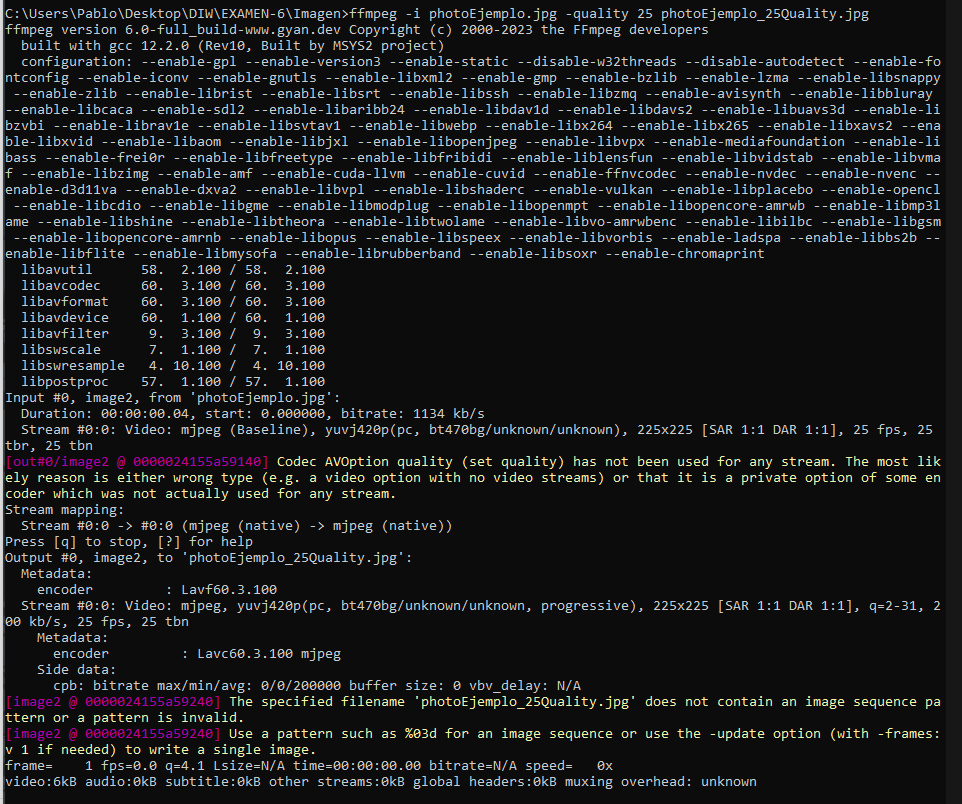 C:\Users\Pablo\Desktop\DIW\EXAMEN-6\Imagen>ffmpeg -i photoEjemplo.jpg -quality 25 photoEjemplo_25Quality.jpg
ffmpeg version 6.0-full_build-www.gyan.dev Copyright (c) 2000-2023 the FFmpeg developers
  built with gcc 12.2.0 (Rev10, Built by MSYS2 project)
  configuration: --enable-gpl --enable-version3 --enable-static --disable-w32threads --disable-autodetect --enable-fo
ntconfig --enable-iconv --enable-gnutls --enable-libxml2 --enable-gmp --enable-bzlib --enable-lzma --enable-libsnappy
 --enable-zlib --enable-librist --enable-libsrt --enable-libssh --enable-libzmq --enable-avisynth --enable-libbluray
--enable-libcaca --enable-sdl2 --enable-libaribb24 --enable-libdav1d --enable-libdavs2 --enable-libuavs3d --enable-li
bzvbi --enable-librav1e --enable-libsvtav1 --enable-libwebp --enable-libx264 --enable-libx265 --enable-libxavs2 --ena
ble-libxvid --enable-libaom --enable-libjxl --enable-libopenjpeg --enable-libvpx --enable-mediafoundation --enable-li
bass --enable-frei0r --enable-libfreetype --enable-libfribidi --enable-liblensfun --enable-libvidstab --enable-libvma
f --enable-libzimg --enable-amf --enable-cuda-llvm --enable-cuvid --enable-ffnvcodec --enable-nvdec --enable-nvenc --
enable-d3d11va --enable-dxva2 --enable-libvpl --enable-libshaderc --enable-vulkan --enable-libplacebo --enable-opencl
 --enable-libcdio --enable-libgme --enable-libmodplug --enable-libopenmpt --enable-libopencore-amrwb --enable-libmp3l
ame --enable-libshine --enable-libtheora --enable-libtwolame --enable-libvo-amrwbenc --enable-libilbc --enable-libgsm
 --enable-libopencore-amrnb --enable-libopus --enable-libspeex --enable-libvorbis --enable-ladspa --enable-libbs2b --
enable-libflite --enable-libmysofa --enable-librubberband --enable-libsoxr --enable-chromaprint
  libavutil      58.  2.100 / 58.  2.100
  libavcodec     60.  3.100 / 60.  3.100
  libavformat    60.  3.100 / 60.  3.100
  libavdevice    60.  1.100 / 60.  1.100
  libavfilter     9.  3.100 /  9.  3.100
  libswscale      7.  1.100 /  7.  1.100
  libswresample   4. 10.100 /  4. 10.100
  libpostproc    57.  1.100 / 57.  1.100
Input #0, image2, from 'photoEjemplo.jpg':
  Duration: 00:00:00.04, start: 0.000000, bitrate: 1134 kb/s
  Stream #0:0: Video: mjpeg (Baseline), yuvj420p(pc, bt470bg/unknown/unknown), 225x225 [SAR 1:1 DAR 1:1], 25 fps, 25
tbr, 25 tbn
[out#0/image2 @ 0000024155a59140] Codec AVOption quality (set quality) has not been used for any stream. The most lik
ely reason is either wrong type (e.g. a video option with no video streams) or that it is a private option of some en
coder which was not actually used for any stream.
Stream mapping:
  Stream #0:0 -> #0:0 (mjpeg (native) -> mjpeg (native))
Press [q] to stop, [?] for help
Output #0, image2, to 'photoEjemplo_25Quality.jpg':
  Metadata:
    encoder         : Lavf60.3.100
  Stream #0:0: Video: mjpeg, yuvj420p(pc, bt470bg/unknown/unknown, progressive), 225x225 [SAR 1:1 DAR 1:1], q=2-31, 2
00 kb/s, 25 fps, 25 tbn
    Metadata:
      encoder         : Lavc60.3.100 mjpeg
    Side data:
      cpb: bitrate max/min/avg: 0/0/200000 buffer size: 0 vbv_delay: N/A
[image2 @ 0000024155a59240] The specified filename 'photoEjemplo_25Quality.jpg' does not contain an image sequence pa
ttern or a pattern is invalid.
[image2 @ 0000024155a59240] Use a pattern such as %03d for an image sequence or use the -update option (with -frames:
v 1 if needed) to write a single image.
frame=    1 fps=0.0 q=4.1 Lsize=N/A time=00:00:00.00 bitrate=N/A speed=   0x
video:6kB audio:0kB subtitle:0kB other streams:0kB global headers:0kB muxing overhead: unknown